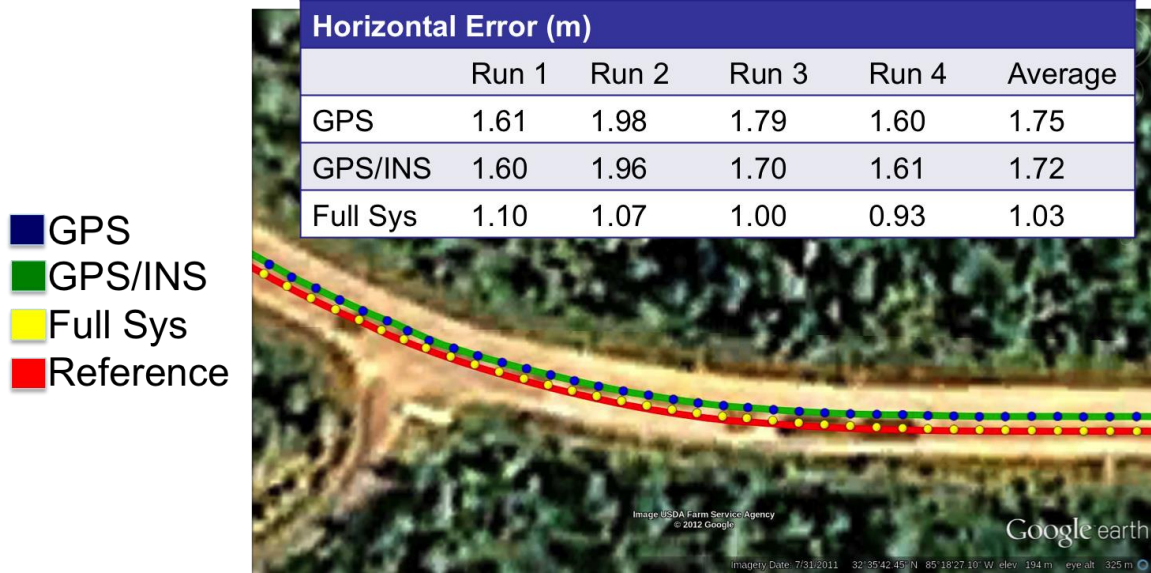 Horizontal Error (m)
Run 1 Run 2 Run 3 Run 4 Average
GPS 1.61 1.98 1.79 1.60 1.75
GPS/INS 1.60 1.96 1.70 1.61 1.72
Full Sys 1.10 1.07 1.00 0.93 1.03
GPS
GPS/INS
Full Sys
Reference
Image USDA Farm Service Agency
© 2012 Google
Google earth
Imagery Date: 7/31/2011 32°35'42.45" N 85°18'27.10" W elev 194 m eye alt 325 m